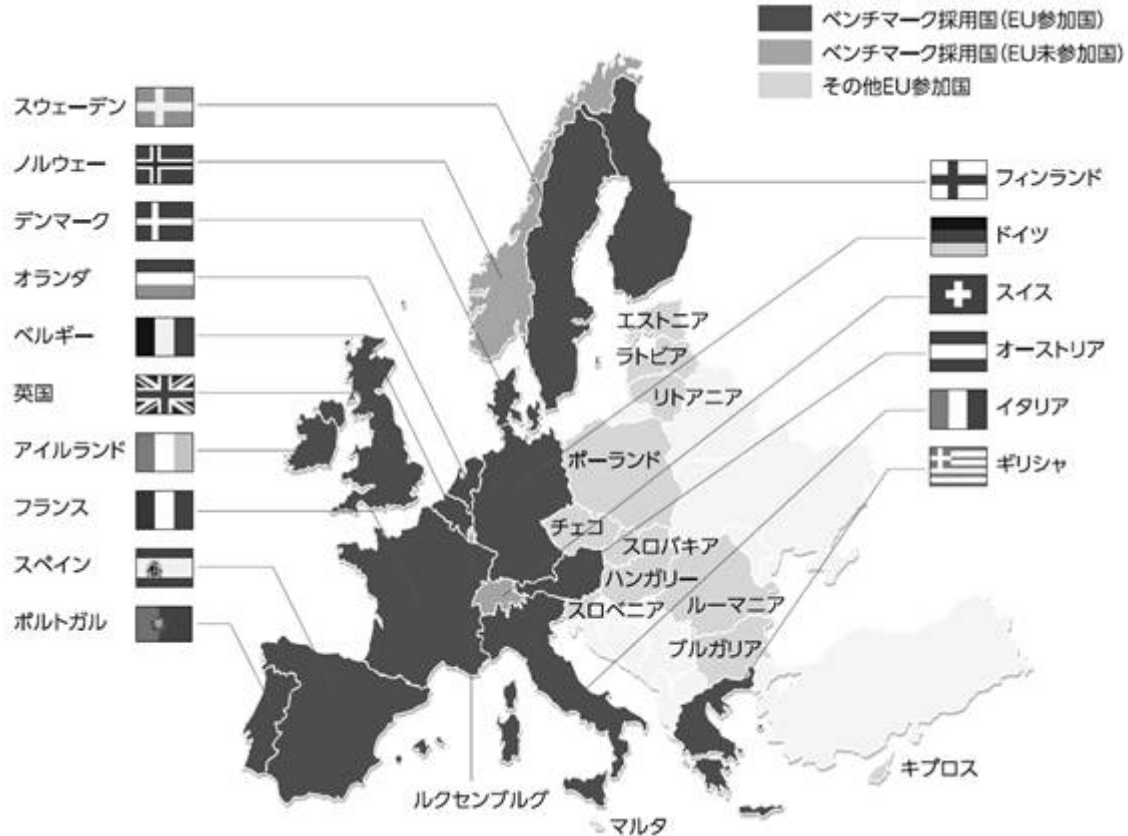 ベンチマーク採用国(EU参加国)
ベンチマーク採用国(EU未参加国)
その他EU参加国
スウェーデン
ノルウェー
デンマーク
オランダ
ベルギー
英国
アイルランド
フランス
スペイン
ポルトガル
フィンランド
ドイツ
スイス
オーストリア
イタリア
ギリシャ
エストニア
ラトビア
リトアニア
ポーランド
チェコ
スロバキア
ハンガリー
スロベニア
ルーマニア
ブルガリア
キプロス
ルクセンブルグ
マルタ